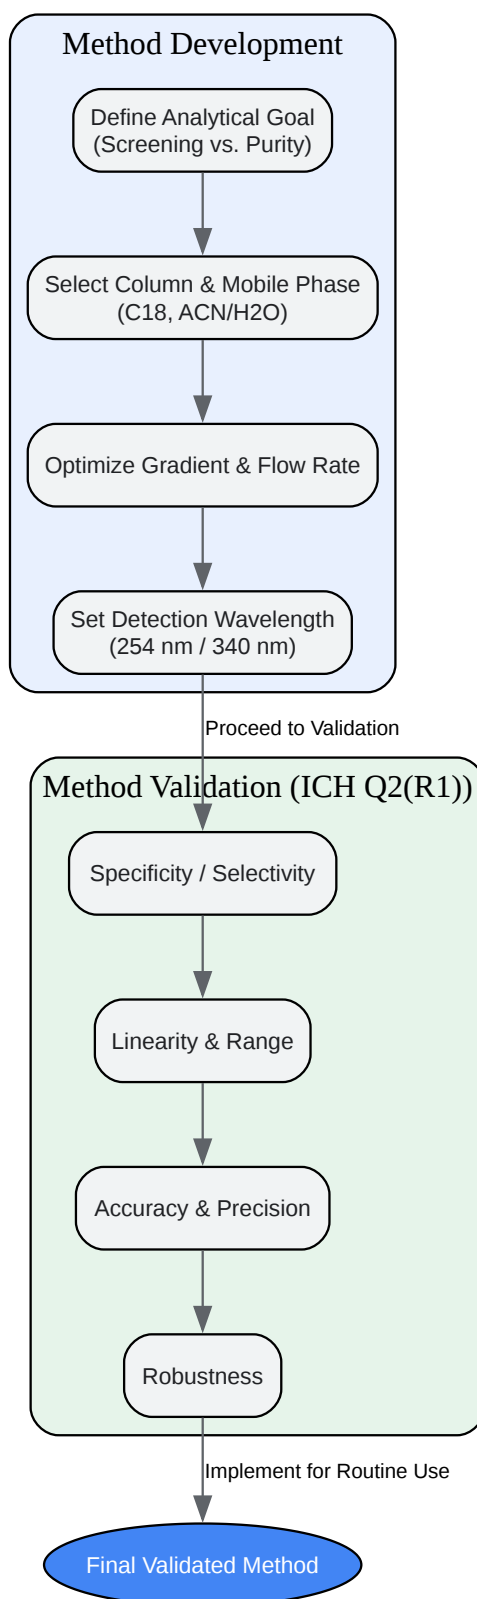 Method Development
Define Analytical Goal
(Screening vs. Purity)
Select Column & Mobile Phase
(C18, ACN/H2O)
Optimize Gradient & Flow Rate
Set Detection Wavelength
(254 nm / 340 nm)
Proceed to Validation
Method Validation (ICH Q2(R1))
Specificity / Selectivity
Linearity & Range
Accuracy & Precision
Robustness
Implement for Routine Use
Final Validated Method